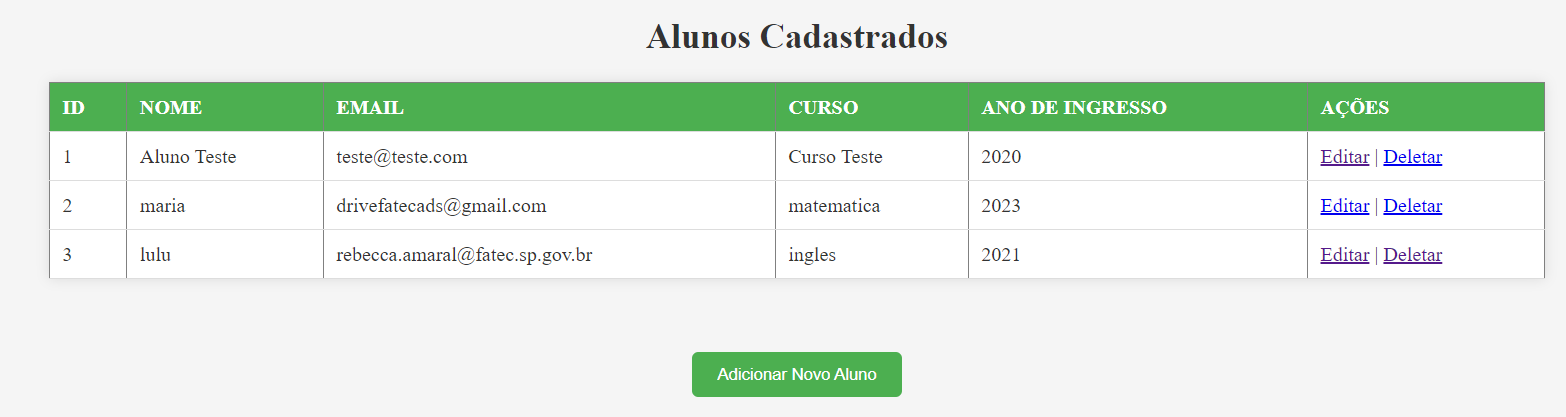 Alunos Cadastrados
ID NOME EMAIL CURSO ANO DE INGRESSO AÇÕES
1 Aluno Teste teste@teste.com Curso Teste 2020 Editar | Deletar
2 maria drivefatecads@gmail.com matematica 2023 Editar | Deletar
3 lulu rebecca.amaral@fatec.sp.gov.br ingles 2021 Editar | Deletar
Adicionar Novo Aluno